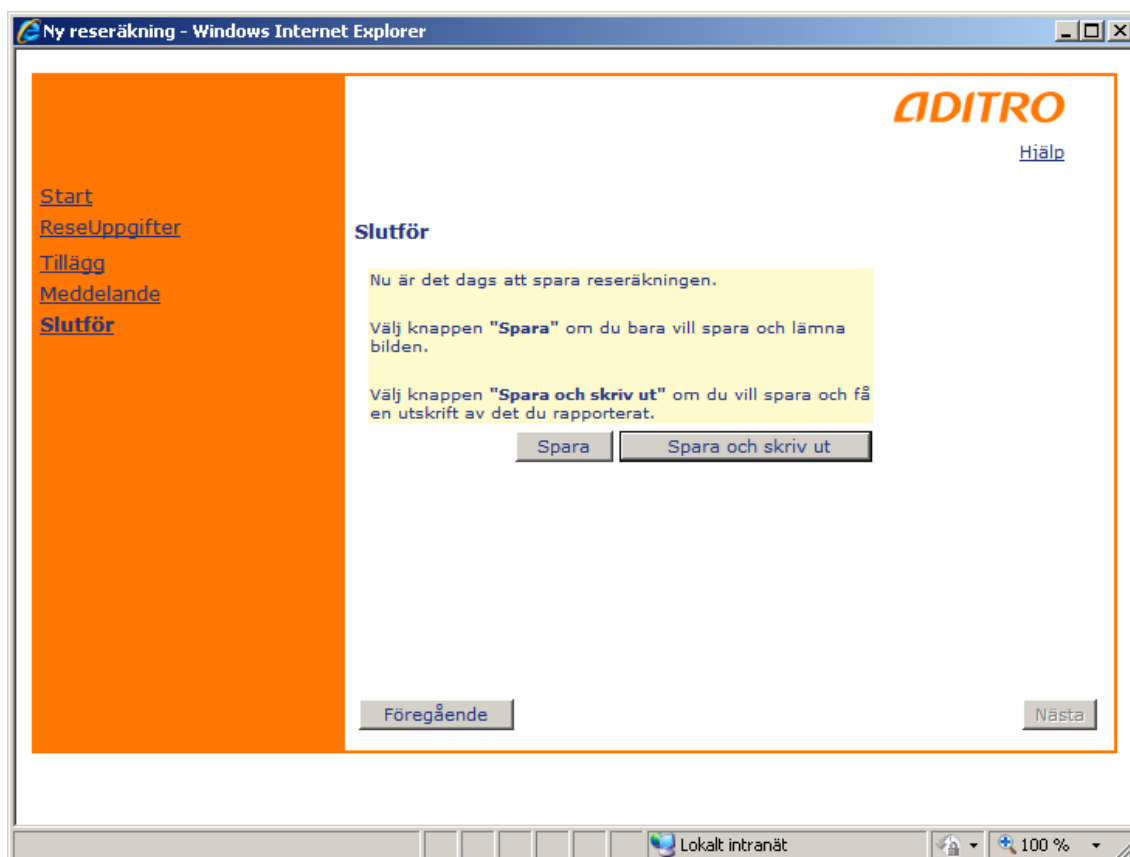 Ny reseräkning - Windows Internet Explorer
ADITRO
Hjälp
Start
ReseUppgifter
Tillägg
Meddelande
Slutför
Slutför
Nu är det dags att spara reseräkningen.
Välj knappen "Spara" om du bara vill spara och lämna
bilden.
Välj knappen "Spara och skriv ut" om du vill spara och få
en utskrift av det du rapporterat.
Spara
Spara och skriv ut
Föregående
Nästa
Lokalt intranät
100 %